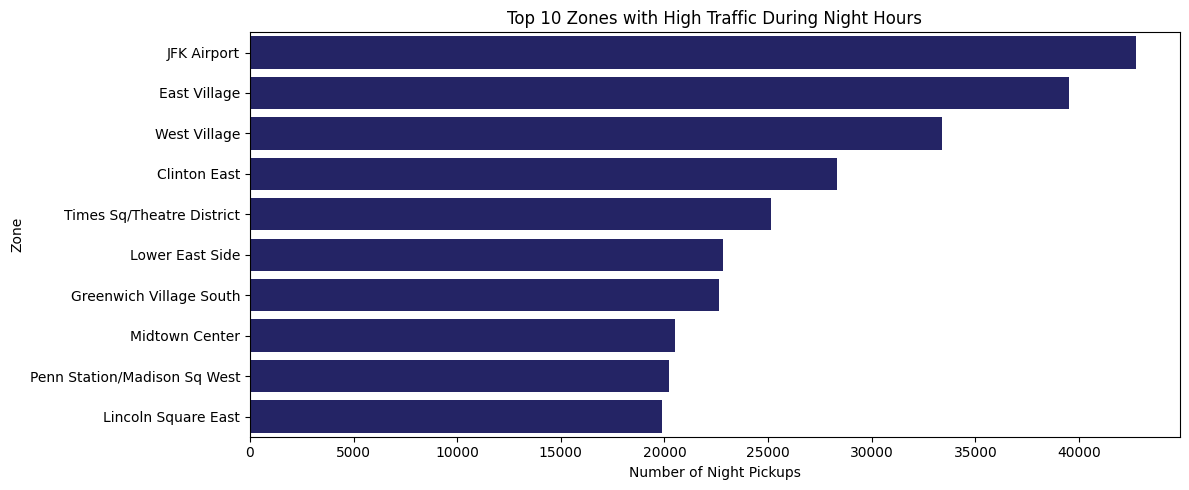 Top 10 Zones with High Traffic During Night Hours
Zone
JFK Airport
East Village
West Village
Clinton East
Times Sq/Theatre District
Lower East Side
Greenwich Village South
Midtown Center
Penn Station/Madison Sq West
Lincoln Square East
0 5000 10000 15000 20000 25000 30000 35000 40000
Number of Night Pickups